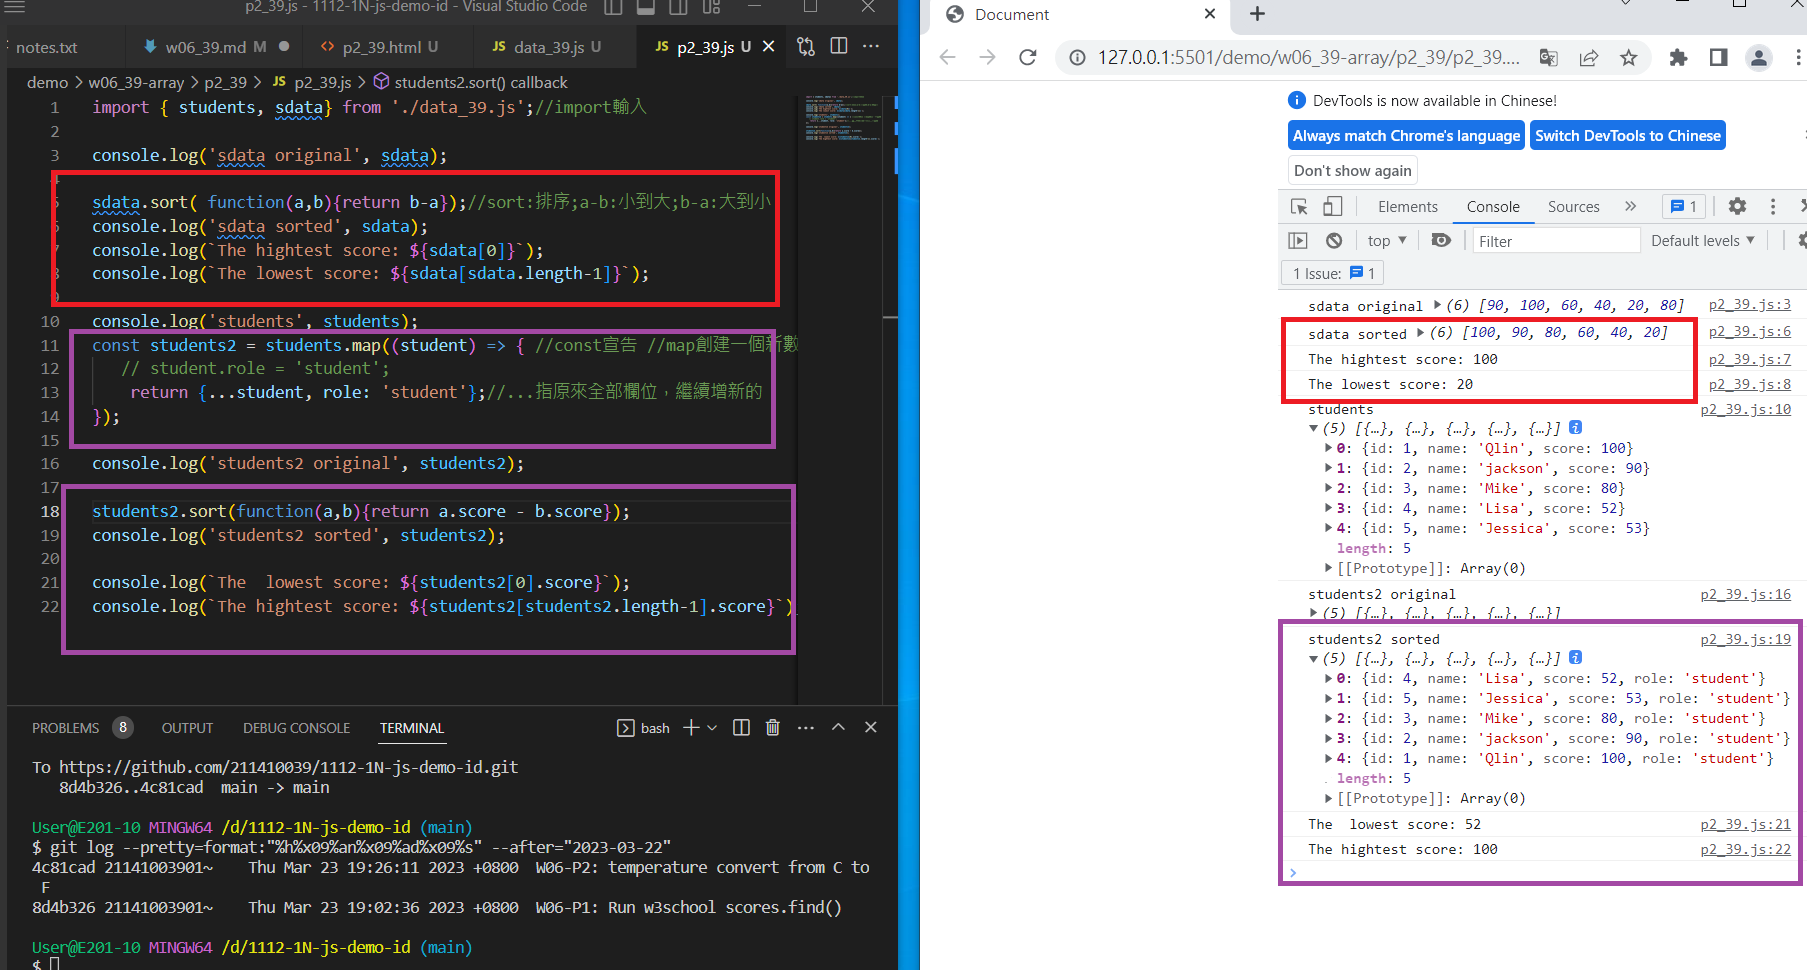 p2_39.js - 1112-1N-js-demo-id - Visual Studio Code
notes.txt
w06_39.md M
p2_39.html U
JS data_39.js U
JS p2_39.js U
demo > w06_39-array > p2_39 > JS p2_39.js > students2.sort() callback
1 import { students, sdata} from './data_39.js';//import輸入
2
3 console.log('sdata original', sdata);
sdata.sort( function(a,b){return b-a});//sort:排序;a-b:小到大;b-a:大到小
console.log('sdata sorted', sdata);
console.log(`The hightest score: ${sdata[0]}`);
console.log(`The lowest score: ${sdata[sdata.length-1]}`);
10 console.log('students', students);
11 const students2 = students.map((student) => { //const宣告 //map創建一個新數
12 // student.role = 'student';
13 return {...student, role: 'student'};//...指原來全部欄位，繼續增新的
14 });
15
16 console.log('students2 original', students2);
17
18 students2.sort(function(a,b){return a.score - b.score});
19 console.log('students2 sorted', students2);
20
21 console.log(`The  lowest score: ${students2[0].score}`);
22 console.log(`The hightest score: ${students2[students2.length-1].score}`)
PROBLEMS 8 OUTPUT DEBUG CONSOLE TERMINAL bash
To https://github.com/211410039/1112-1N-js-demo-id.git
8d4b326..4c81cad main -> main
User@E201-10 MINGW64 /d/1112-1N-js-demo-id (main)
$ git log --pretty=format:"%h%x09%an%x09%ad%x09%s" --after="2023-03-22"
4c81cad 21141003901~ Thu Mar 23 19:26:11 2023 +0800 W06-P2: temperature convert from C to
F
8d4b326 21141003901~ Thu Mar 23 19:02:36 2023 +0800 W06-P1: Run w3school scores.find()
User@E201-10 MINGW64 /d/1112-1N-js-demo-id (main)
$
Document
127.0.0.1:5501/demo/w06_39-array/p2_39/p2_39....
DevTools is now available in Chinese!
Always match Chrome's language
Switch DevTools to Chinese
Don't show again
Elements Console Sources » 1
top Filter Default levels
1 Issue: 1
sdata original (6) [90, 100, 60, 40, 20, 80] p2_39.js:3
sdata sorted (6) [100, 90, 80, 60, 40, 20] p2_39.js:6
The hightest score: 100 p2_39.js:7
The lowest score: 20 p2_39.js:8
students p2_39.js:10
(5) [{…}, {…}, {…}, {…}, {…}]
0: {id: 1, name: 'Qlin', score: 100}
1: {id: 2, name: 'jackson', score: 90}
2: {id: 3, name: 'Mike', score: 80}
3: {id: 4, name: 'Lisa', score: 52}
4: {id: 5, name: 'Jessica', score: 53}
length: 5
[[Prototype]]: Array(0)
students2 original p2_39.js:16
(5) [{…}, {…}, {…}, {…}, {…}]
students2 sorted p2_39.js:19
(5) [{…}, {…}, {…}, {…}, {…}]
0: {id: 4, name: 'Lisa', score: 52, role: 'student'}
1: {id: 5, name: 'Jessica', score: 53, role: 'student'}
2: {id: 3, name: 'Mike', score: 80, role: 'student'}
3: {id: 2, name: 'jackson', score: 90, role: 'student'}
4: {id: 1, name: 'Qlin', score: 100, role: 'student'}
length: 5
[[Prototype]]: Array(0)
The  lowest score: 52 p2_39.js:21
The hightest score: 100 p2_39.js:22